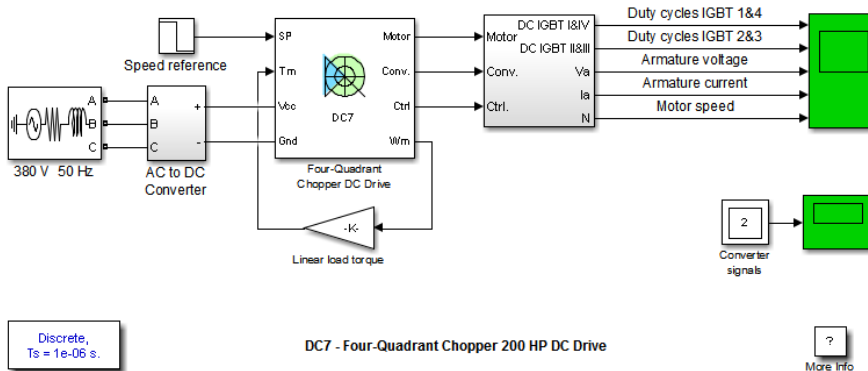 Duty cycles IGBT 1&4
Duty cycles IGBT 2&3
Armature voltage
Armature current
Motor speed
Speed reference
SP
Tm
Vcc
Gnd
Motor
Conv.
Ctrl
Wm
DC7
Four-Quadrant
Chopper DC Drive
Motor
Conv.
Ctrl.
DC IGBT I&IV
DC IGBT II&III
Va
Ia
N
A
B
C
380 V 50 Hz
A
B
C
+
-
AC to DC
Converter
-K-
Linear load torque
2
Converter
signals
Discrete,
Ts = 1e-06 s.
DC7 - Four-Quadrant Chopper 200 HP DC Drive
?
More Info